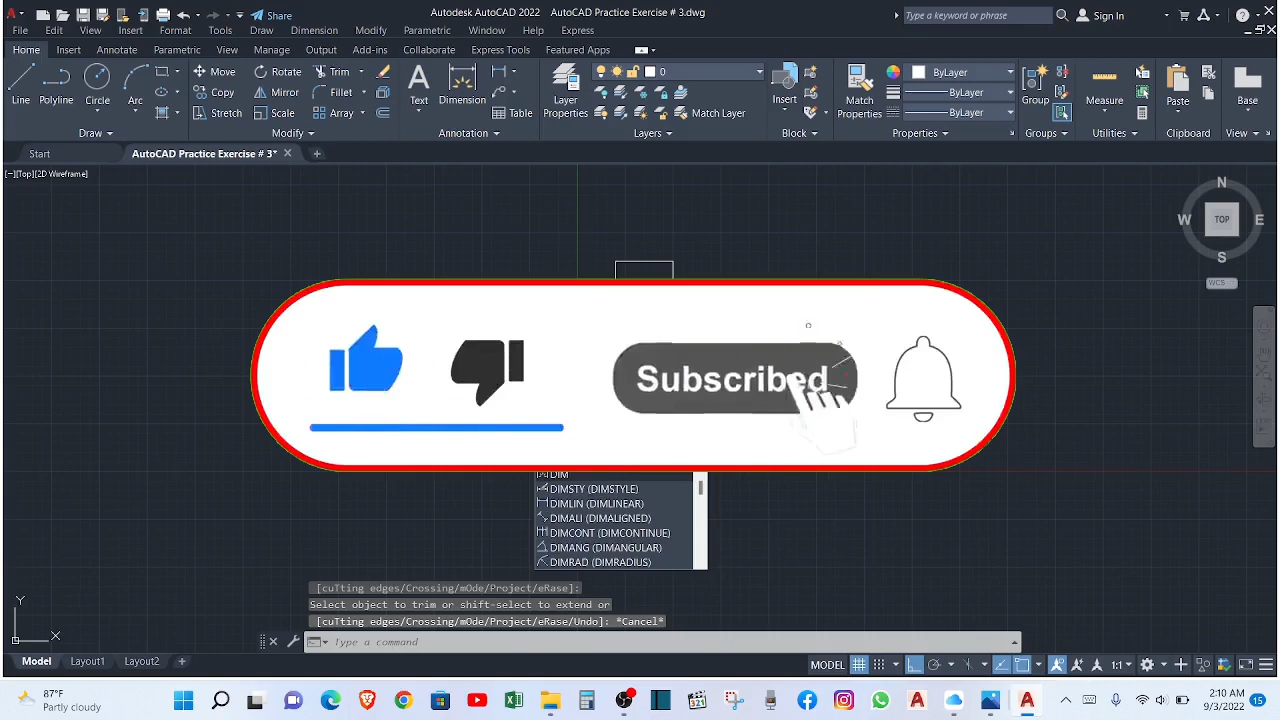 Share
Autodesk AutoCAD 2022 AutoCAD Practice Exercise # 3.dwg
Type a keyword or phrase
Sign In
File Edit View Insert Format Tools Draw Dimension Modify Parametric Window Help Express
Home Insert Annotate Parametric View Manage Output Add-ins Collaborate Express Tools Featured Apps
Line Polyline Circle Arc
Move Rotate Trim
Copy Mirror Fillet
Stretch Scale Array
Text Dimension Table
Layer Properties
0
Match Layer
Insert
Match Properties
ByLayer
ByLayer
ByLayer
Group Measure Paste Base
Draw Modify Annotation Layers Block Properties Groups Utilities Clipboard View
Start AutoCAD Practice Exercise # 3*
[–][Top][2D Wireframe]
N
W TOP E
S
WCS
Subscribed
DIM
DIMSTY (DIMSTYLE)
DIMLIN (DIMLINEAR)
DIMALI (DIMALIGNED)
DIMCONT (DIMCONTINUE)
DIMANG (DIMANGULAR)
DIMRAD (DIMRADIUS)
[cuTting edges/Crossing/mOde/Project/eRase]:
Select object to trim or shift-select to extend or
[cuTting edges/Crossing/mOde/Project/eRase/Undo]: *Cancel*
Y
X
Type a command
Model Layout1 Layout2
MODEL 1:1
87°F
Partly cloudy
6:10 AM
9/3/2022
15